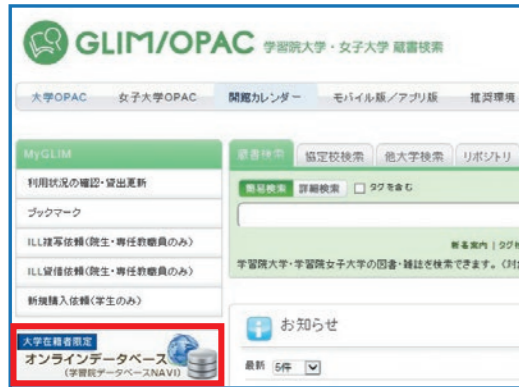 GLIM/OPAC 学習院大学・女子大学 蔵書検索
大学OPAC 女子大学OPAC 開館カレンダー モバイル版/アプリ版 推奨環境
MyGLIM
利用状況の確認・貸出更新
ブックマーク
ILL複写依頼(院生・専任教職員のみ)
ILL貸借依頼(院生・専任教職員のみ)
新規購入依頼(学生のみ)
大学在籍者限定
オンラインデータベース
(学習院データベースNAVI)
蔵書検索 協定校検索 他大学検索 リポジトリ
簡易検索 詳細検索 タグを含む
新着案内 | タグ
学習院大学・学習院女子大学の図書・雑誌を検索できます。
お知らせ
最新 5件